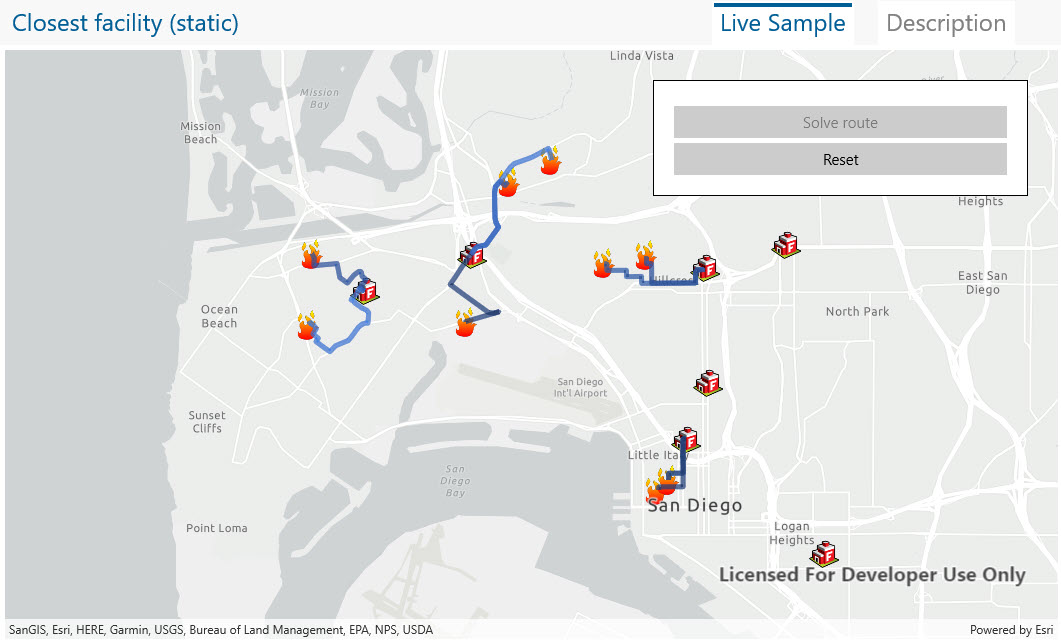 Closest facility (static)
Live Sample
Description
Linda Vista
Mission
Bay
Mission
Beach
Solve route
Reset
Heights
East San
Diego
Ocean
Beach
North Park
San Diego
Int'l Airport
Sunset
Cliffs
Little Italy
San
Diego
Bay
San Diego
Point Loma
Logan
Heights
Licensed For Developer Use Only
SanGIS, Esri, HERE, Garmin, USGS, Bureau of Land Management, EPA, NPS, USDA
Powered by Esri